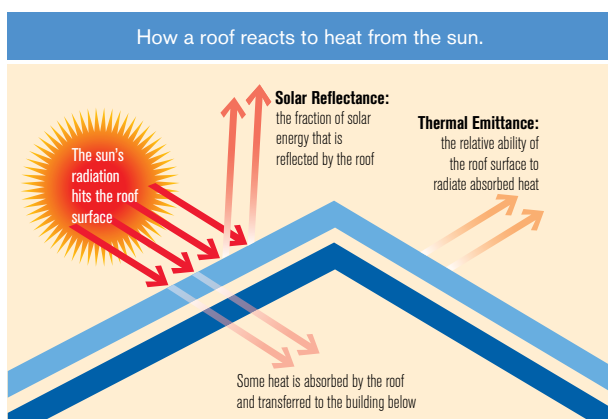 How a roof reacts to heat from the sun.
The sun's
radiation
hits the roof
surface
Solar Reflectance:
the fraction of solar
energy that is
reflected by the roof
Thermal Emittance:
the relative ability of
the roof surface to
radiate absorbed heat
Some heat is absorbed by the roof
and transferred to the building below